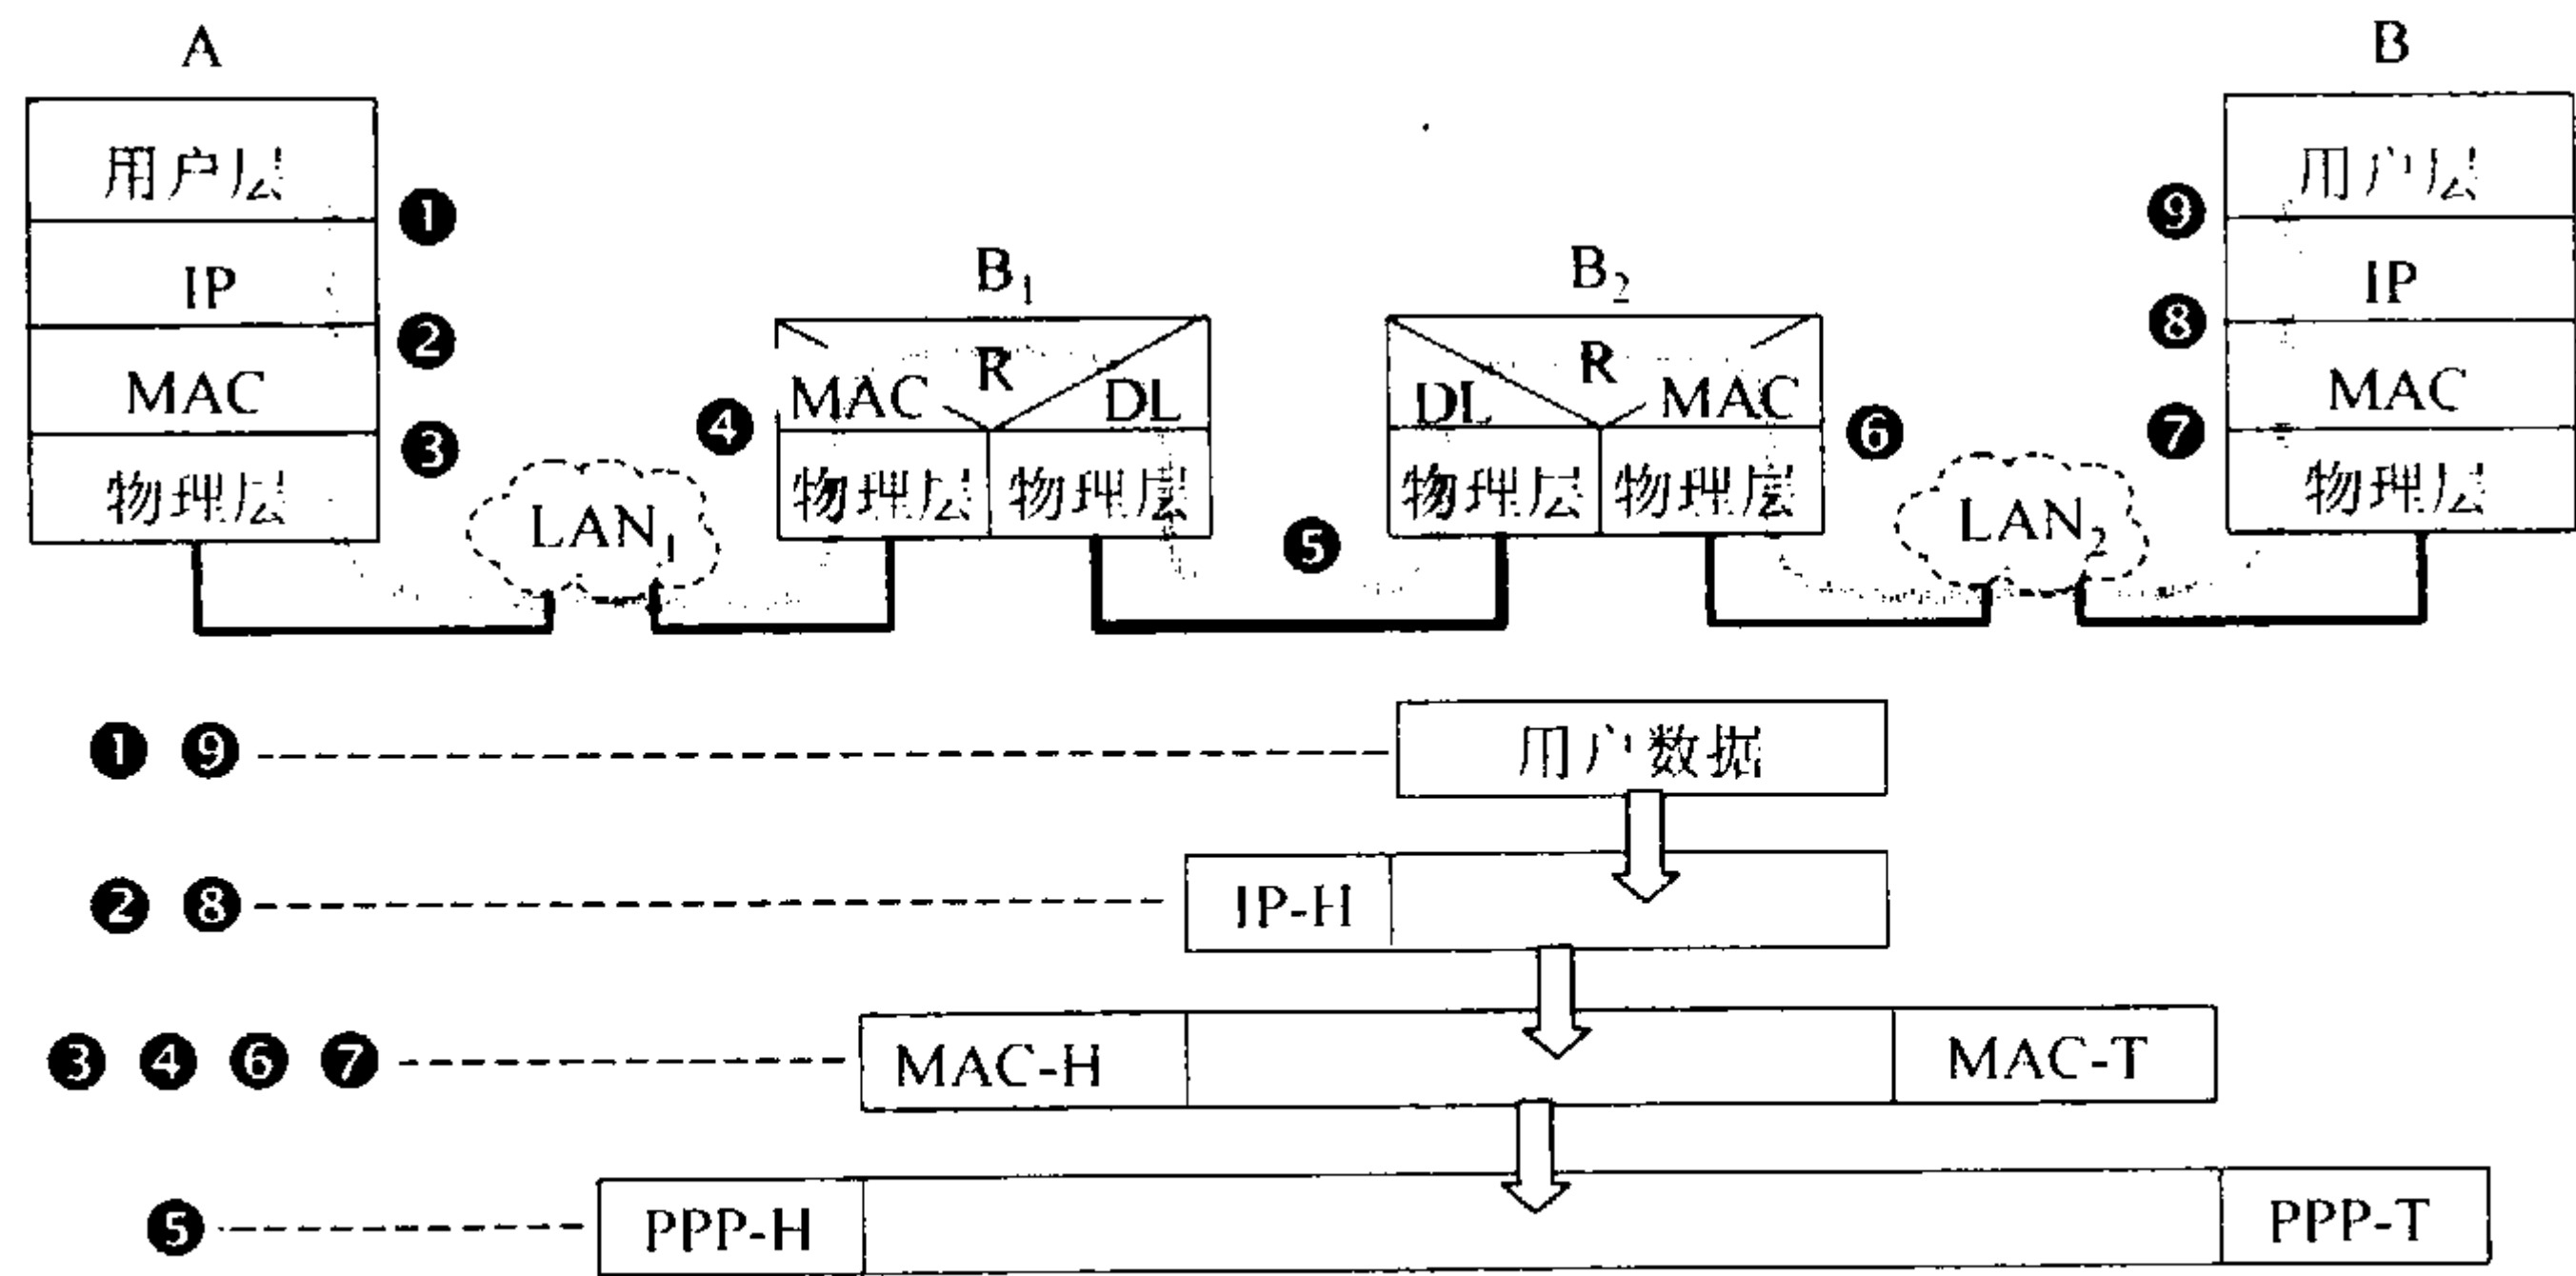 A
B
用户层
❶
IP
❷
MAC
❸
物理层
LAN₁
B₁
❹
MAC
R
DL
物理层
物理层
❺
B₂
DL
R
MAC
物理层
物理层
❻
LAN₂
❾
用户层
❽
IP
❼
MAC
物理层
❶ ❾
用户数据
❷ ❽
IP-H
❸ ❹ ❻ ❼
MAC-H
MAC-T
❺
PPP-H
PPP-T